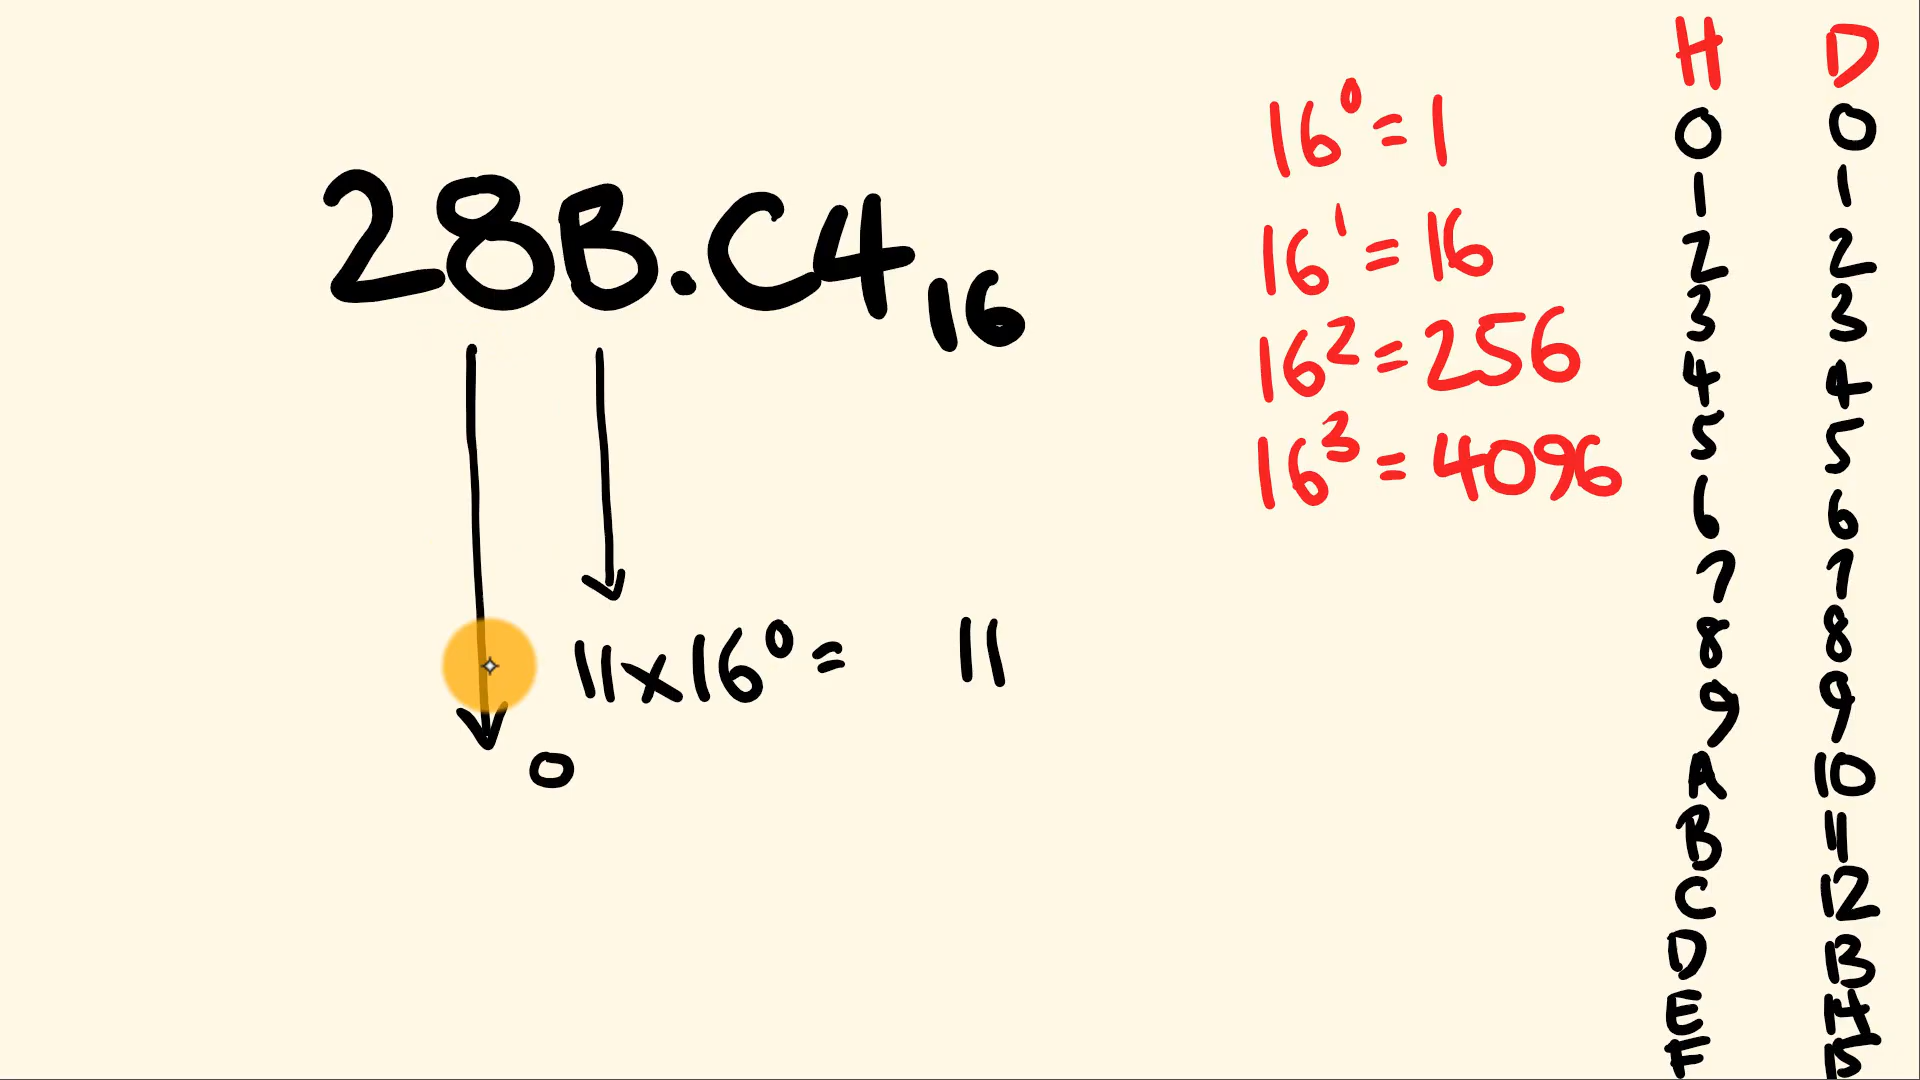 28B.C4₁₆
11x16⁰= 11
o
16⁰=1
16¹=16
16²=256
16³=4096
H D
0 0
1 1
2 2
3 3
4 4
5 5
6 6
7 7
8 8
9 9
A 10
B 11
C 12
D 13
E 14
F 15